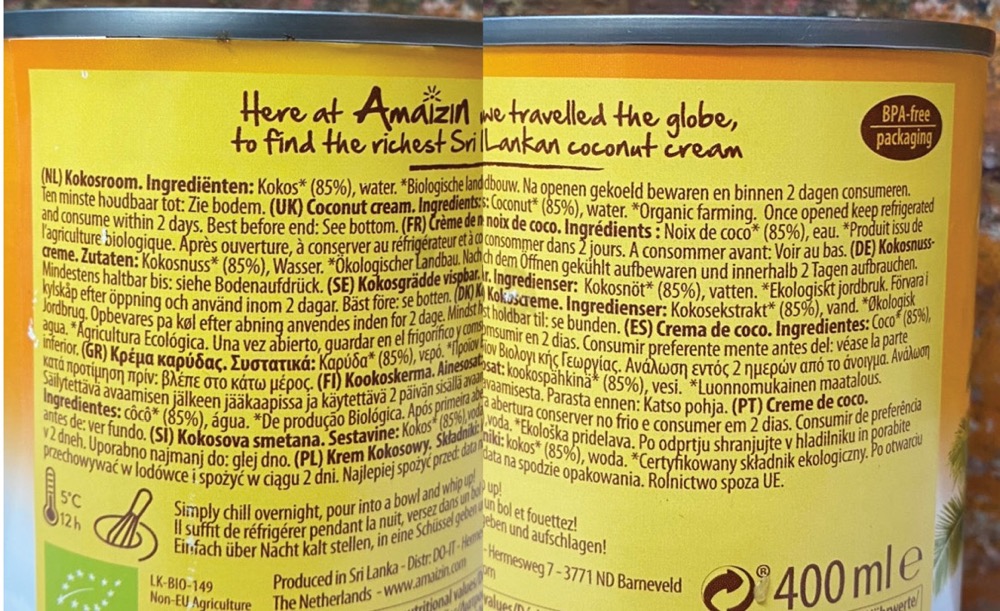 Here at Amaizin we travelled the globe,
to find the richest Sri Lankan coconut cream
BPA-free
packaging
(NL) Kokosroom. Ingrediënten: Kokos* (85%), water. *Biologische landbouw. Na openen gekoeld bewaren en binnen 2 dagen consumeren.
Ten minste houdbaar tot: Zie bodem. (UK) Coconut cream. Ingredients: Coconut* (85%), water. *Organic farming. Once opened keep refrigerated
and consume within 2 days. Best before end: See bottom. (FR) Crème de noix de coco. Ingrédients : Noix de coco* (85%), eau. *Produit issu de
l'agriculture biologique. Après ouverture, à conserver au réfrigérateur et à consommer dans 2 jours. A consommer avant: Voir au bas. (DE) Kokosnuss-
creme. Zutaten: Kokosnuss* (85%), Wasser. *Ökologischer Landbau. Nach dem Öffnen gekühlt aufbewaren und innerhalb 2 Tagen aufbrauchen.
Mindestens haltbar bis: siehe Bodenaufdrück. (SE) Kokosgrädde vispbar. Ingredienser: Kokosnöt* (85%), vatten. *Ekologiskt jordbruk. Förvara i
kylskåp efter öppning och använd inom 2 dagar. Bäst före: se botten. (DK) Kokoscreme. Ingredienser: Kokosekstrakt* (85%), vand. *Økologisk
Jordbrug. Opbevares pa køl efter abning anvendes inden for 2 dage. Mindst holdbar til: se bunden. (ES) Crema de coco. Ingredientes: Coco* (85%),
agua. *Agricultura Ecológica. Una vez abierto, guardar en el frigorífico y consumir en 2 dias. Consumir preferente mente antes del: véase la parte
inferior. (GR) Κρέμα καρύδας. Συστατικά: Καρύδα* (85%), νερό. *Προϊον Βιολογι κής Γεωργίας. Ανάλωση εντός 2 ημερών από το άνοιγμα. Ανάλωση
κατά προτίμηση πρίν: βλέπε στο κάτω μέρος. (FI) Kookoskerma. Ainesosat: kookospähkinä* (85%), vesi. *Luonnomukainen maatalous.
Säilytettävä avaamisen jälkeen jääkaapissa ja käytettävä 2 päivän sisällä avaamisesta. Parasta ennen: Katso pohja. (PT) Creme de coco.
Ingredientes: côcô* (85%), água. *De produção Biológica. Após primeira abertura conserver no frio e consumer em 2 dias. Consumir de preferência
antes de: ver fundo. (SI) Kokosova smetana. Sestavine: Kokos* (85%), voda. *Ekološka pridelava. Po odprtju shranjujte v hladilniku in porabite
v 2 dneh. Uporabno najmanj do: glej dno. (PL) Krem Kokosowy. Składniki: kokos* (85%), woda. *Certyfikowany składnik ekologiczny. Po otwarciu
przechowywać w lodówce i spożyć w ciągu 2 dni. Najlepiej spożyć przed: data na spodzie opakowania. Rolnictwo spoza UE.
5°C
12 h
Simply chill overnight, pour into a bowl and whip up!
Il suffit de réfrigérer pendant la nuit, versez dans un bol et fouettez!
Einfach über Nacht kalt stellen, in eine Schüssel geben und aufschlagen!
LK-BIO-149
Non-EU Agriculture
Produced in Sri Lanka - Distr: DO-IT - Hermesweg 7 - 3771 ND Barneveld
The Netherlands - www.amaizin.com
® 400 ml e